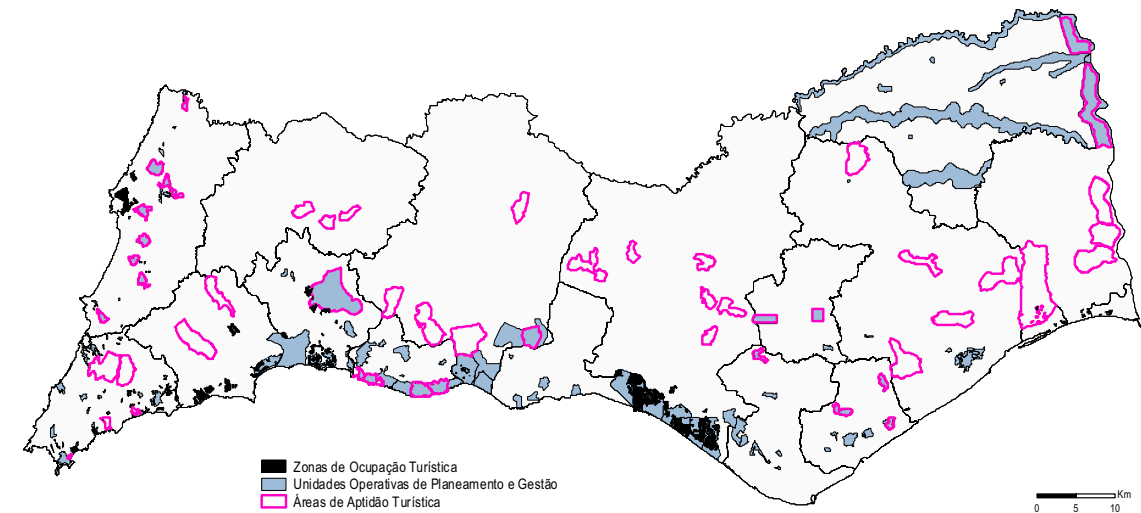 Zonas de Ocupação Turística
Unidades Operativas de Planeamento e Gestão
Áreas de Aptidão Turística
Km
0 5 10